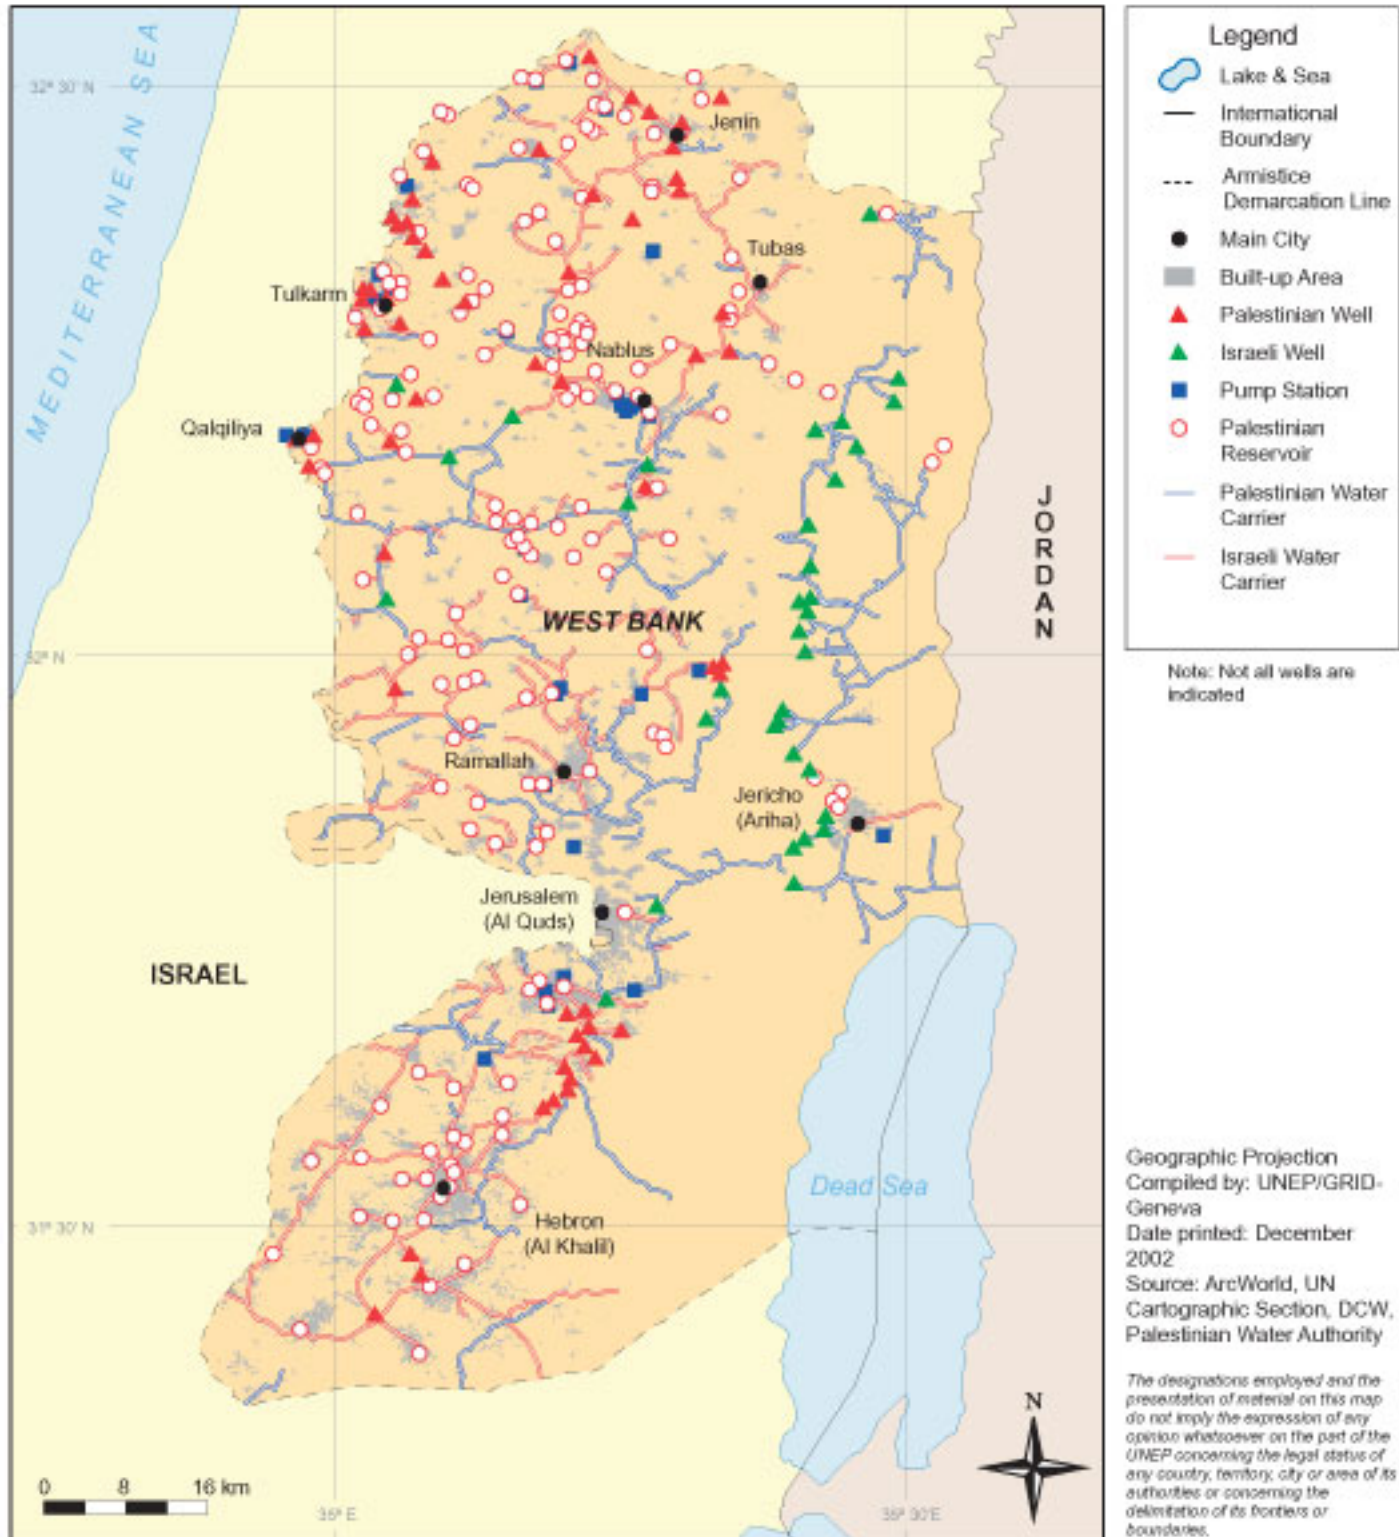 MEDITERRANEAN SEA
32° 30' N
Jenin
Tubas
Tulkarm
Nablus
Qalqiliya
JORDAN
WEST BANK
32° N
Ramallah
Jericho
(Ariha)
Jerusalem
(Al Quds)
ISRAEL
Dead Sea
Hebron
(Al Khalil)
31° 30' N
0 8 16 km
35° E
35° 30' E
N
Legend
Lake & Sea
International
Boundary
Armistice
Demarcation Line
Main City
Built-up Area
Palestinian Well
Israeli Well
Pump Station
Palestinian
Reservoir
Palestinian Water
Carrier
Israeli Water
Carrier
Note: Not all wells are
indicated
Geographic Projection
Compiled by: UNEP/GRID-
Geneva
Date printed: December
2002
Source: ArcWorld, UN
Cartographic Section, DCW,
Palestinian Water Authority
The designations employed and the
presentation of material on this map
do not imply the expression of any
opinion whatsoever on the part of the
UNEP concerning the legal status of
any country, territory, city or area of its
authorities or concerning the
delimitation of its frontiers or
boundaries.